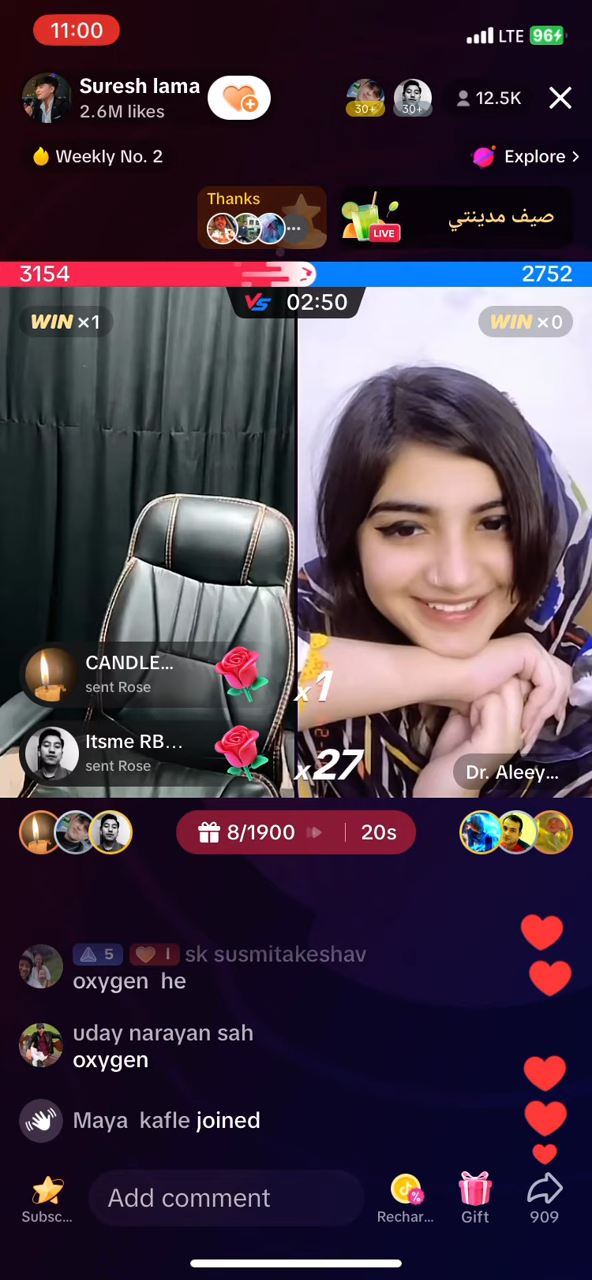 11:00
LTE 96
Suresh lama
2.6M likes
30+
30+
12.5K
Weekly No. 2
Explore >
Thanks
...
LIVE
صيف مدينتي
3154
2752
VS 02:50
WIN x1
WIN x0
CANDLE...
sent Rose
x1
Itsme RB...
sent Rose
x27
Dr. Aleey...
8/1900
20s
5
I
sk susmitakeshav
oxygen he
uday narayan sah
oxygen
Maya kafle joined
Subsc...
Add comment
Rechar...
Gift
909